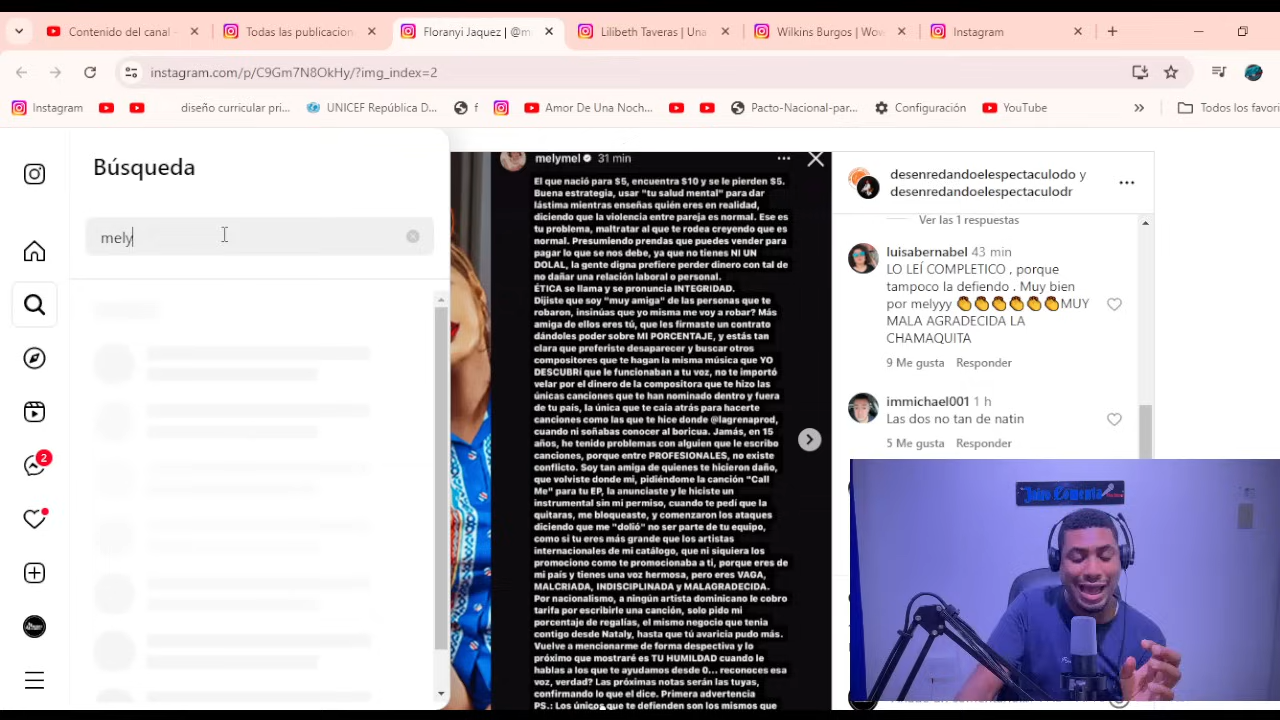 Contenido del canal -
Todas las publicacion
Floranyi Jaquez | @m
Lilibeth Taveras | Una
Wilkins Burgos | Wow
Instagram
instagram.com/p/C9Gm7N8OkHy/?img_index=2
Instagram
diseño curricular pri...
UNICEF República D...
f
Amor De Una Noch...
Pacto-Nacional-par...
Configuración
YouTube
Todos los favori
Búsqueda
mely
2
melymel 31 min
El que nació para $5, encuentra $10 y se le pierden $5.
Buena estrategia, usar "tu salud mental" para dar
lástima mientras enseñas quién eres en realidad,
diciendo que la violencia entre pareja es normal. Ese es
tu problema, maltratar al que te rodea creyendo que es
normal. Presumiendo prendas que puedes vender para
pagar lo que se nos debe, ya que no tienes NI UN
DOLAL, la gente digna prefiere perder dinero con tal de
no dañar una relación laboral o personal.
ÉTICA se llama y se pronuncia INTEGRIDAD.
Dijiste que soy "muy amiga" de las personas que te
robaron, insinúas que yo misma me voy a robar? Más
amiga de ellos eres tú, que les firmaste un contrato
dándoles poder sobre MI PORCENTAJE, y estás tan
clara que preferiste desaparecer y buscar otros
compositores que te hagan la misma música que YO
DESCUBRÍ que le funcionaban a tu voz, no te importó
velar por el dinero de la compositora que te hizo las
únicas canciones que te han nominado dentro y fuera
de tu país, la única que te caía atrás para hacerte
canciones como las que te hice donde @lagrenaprod,
cuando ni soñabas conocer al boricua. Jamás, en 15
años, he tenido problemas con alguien que le escribo
canciones, porque entre PROFESIONALES, no existe
conflicto. Soy tan amiga de quienes te hicieron daño,
que volviste donde mí, pidiéndome la canción "Call
Me" para tu EP, la anunciaste y le hiciste un
instrumental sin mi permiso, cuando te pedí que la
quitaras, me bloqueaste, y comenzaron los ataques
diciendo que me "dolió" no ser parte de tu equipo,
como si tu eres más grande que los artistas
internacionales de mi catálogo, que ni siquiera los
promociono como te promocionaba a ti, porque eres de
mi país y tienes una voz hermosa, pero eres VAGA,
MALCRIADA, INDISCIPLINADA y MALAGRADECIDA.
Por nacionalismo, a ningún artista dominicano le cobro
tarifa por escribirle una canción, solo pido mi
porcentaje de regalías, el mismo negocio que tenia
contigo desde Nataly, hasta que tú avaricia pudo más.
Vuelve a mencionarme de forma despectiva y lo
próximo que mostraré es TU HUMILDAD cuando le
hablas a los que te ayudamos desde 0... reconoces esa
voz, verdad? Las próximas notas serán las tuyas,
confirmando lo que el dice. Primera advertencia
PS.: Los únicos que te defienden son los mismos que
desenredandoelespectaculodo y
desenredandoelespectaculodr
Ver las 1 respuestas
luisabernabel 43 min
LO LEÍ COMPLETICO , porque
tampoco la defiendo . Muy bien
por melyyy 👏👏👏👏👏MUY
MALA AGRADECIDA LA
CHAMAQUITA
9 Me gusta Responder
immichael001 1 h
Las dos no tan de natin
5 Me gusta Responder
Jairo Comenta